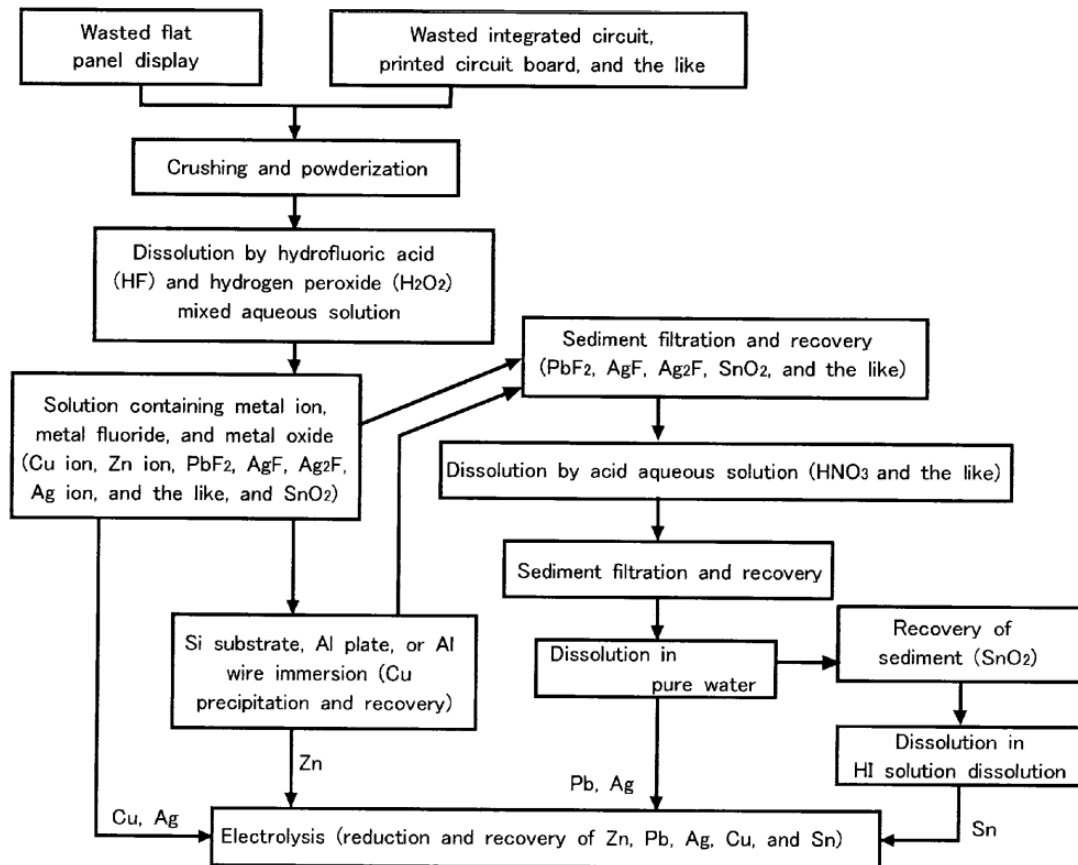 Wasted flat
panel display
Wasted integrated circuit,
printed circuit board, and the like
Crushing and powderization
Dissolution by hydrofluoric acid
(HF) and hydrogen peroxide (H2O2)
mixed aqueous solution
Sediment filtration and recovery
(PbF2, AgF, Ag2F, SnO2, and the like)
Solution containing metal ion,
metal fluoride, and metal oxide
(Cu ion, Zn ion, PbF2, AgF, Ag2F,
Ag ion, and the like, and SnO2)
Dissolution by acid aqueous solution (HNO3 and the like)
Sediment filtration and recovery
Si substrate, Al plate, or Al
wire immersion (Cu
precipitation and recovery)
Dissolution in
pure water
Recovery of
sediment (SnO2)
Dissolution in
HI solution dissolution
Zn
Pb, Ag
Cu, Ag
Sn
Electrolysis (reduction and recovery of Zn, Pb, Ag, Cu, and Sn)